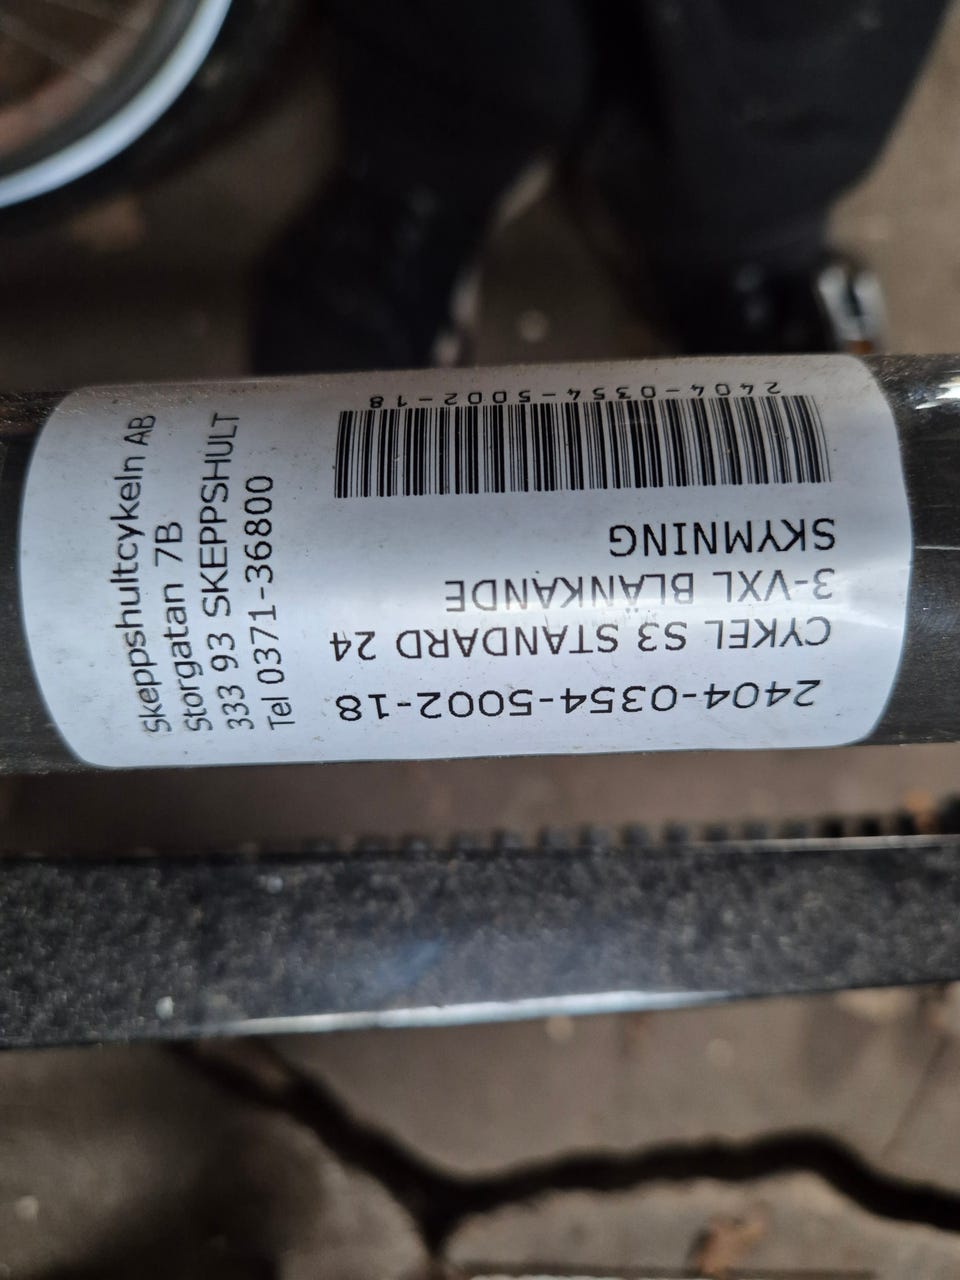 2404-0354-5002-18
CYKEL S3 STANDARD 24
3-VXL BLÄNKANDE
SKYMNING
2404-0354-5002-18
Skeppshultcykeln AB
Storgatan 7B
333 93 SKEPPSHULT
Tel 0371-36800